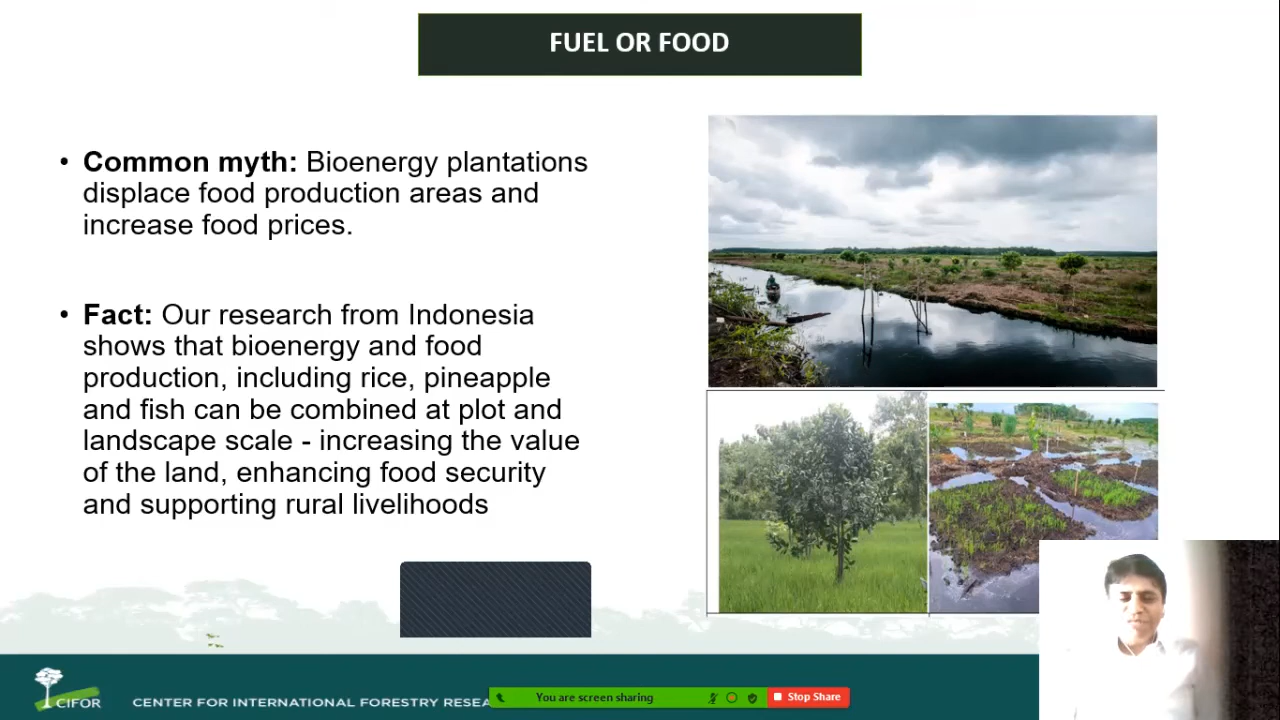 FUEL OR FOOD
• Common myth: Bioenergy plantations
displace food production areas and
increase food prices.
• Fact: Our research from Indonesia
shows that bioenergy and food
production, including rice, pineapple
and fish can be combined at plot and
landscape scale - increasing the value
of the land, enhancing food security
and supporting rural livelihoods
CIFOR
CENTER FOR INTERNATIONAL FORESTRY
You are screen sharing
Stop Share